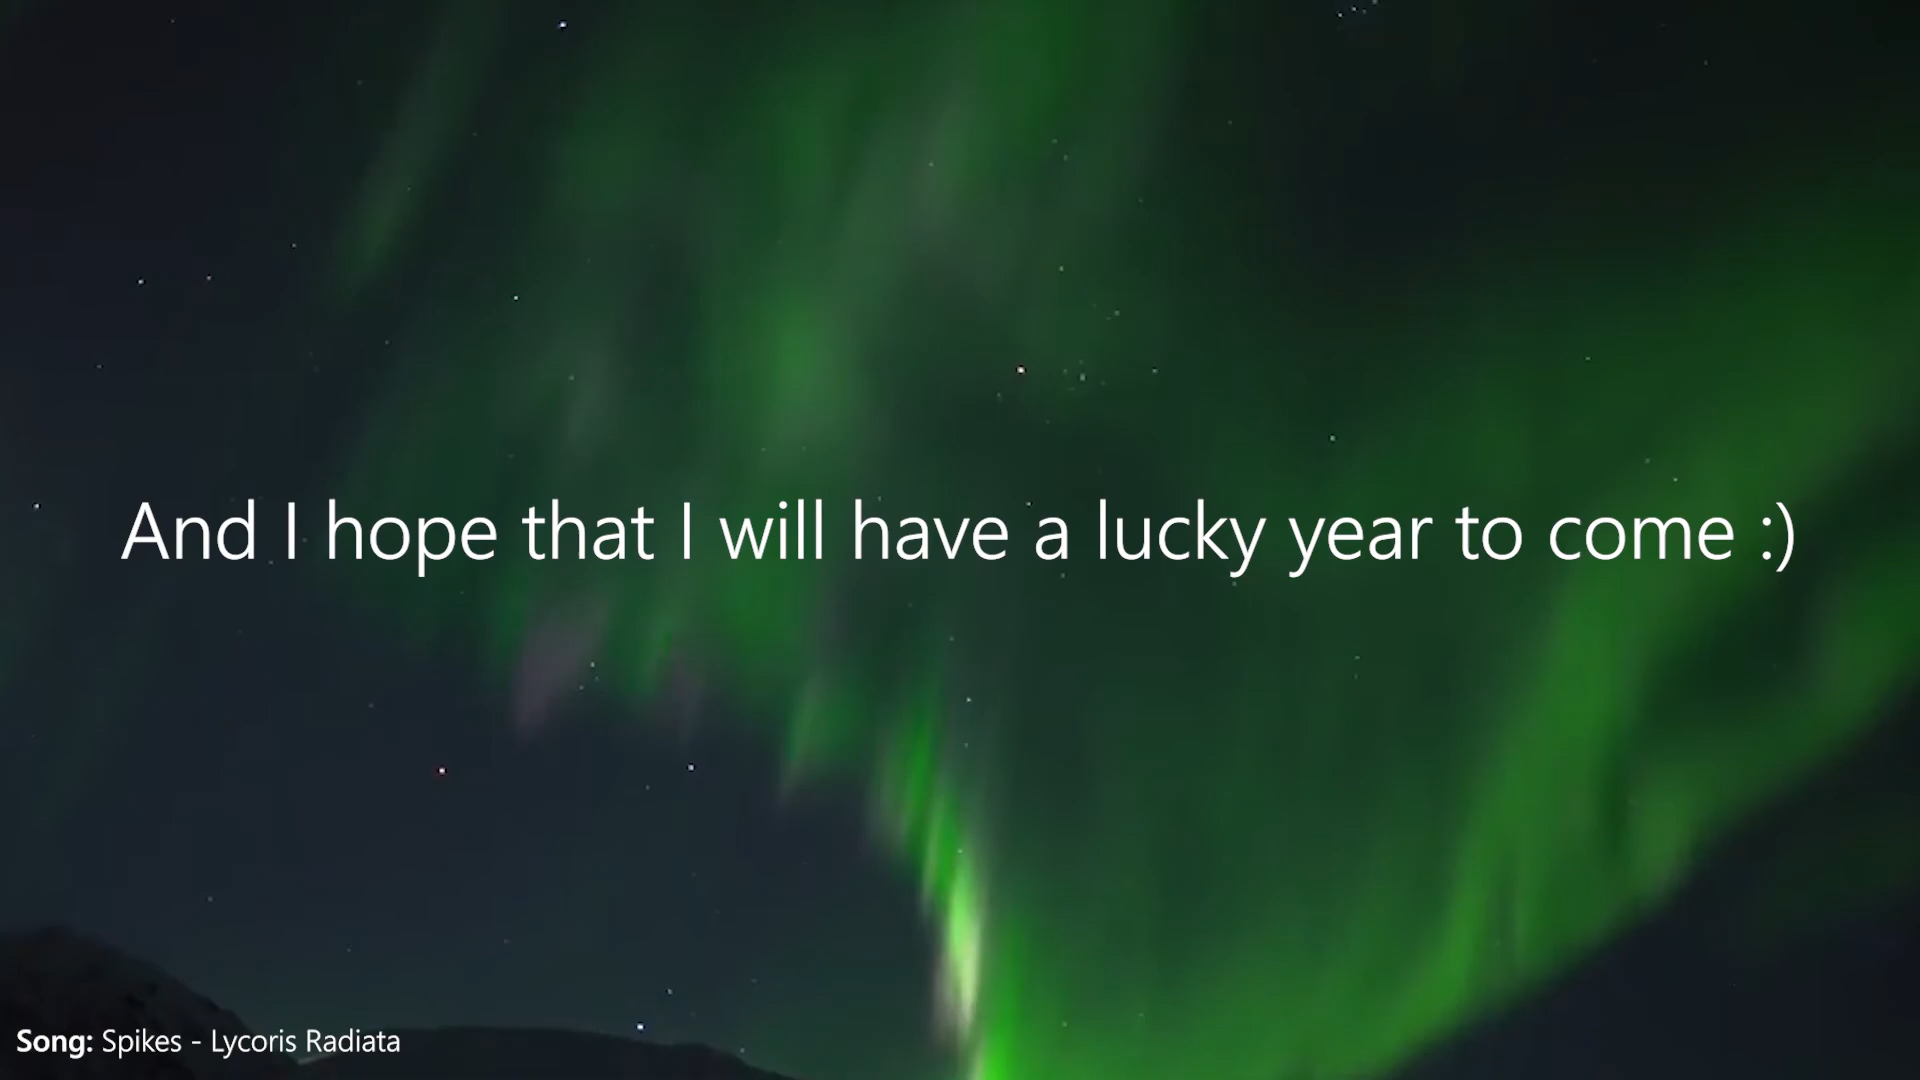 And I hope that I will have a lucky year to come :)
Song: Spikes - Lycoris Radiata